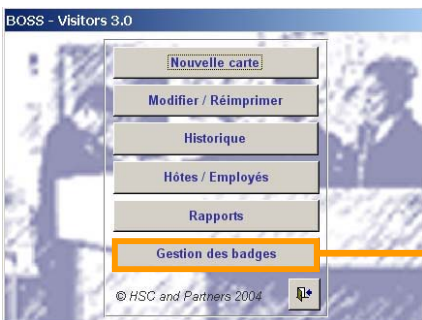 BOSS - Visitors 3.0
Nouvelle carte
Modifier / Réimprimer
Historique
Hôtes / Employés
Rapports
Gestion des badges
© HSC and Partners 2004